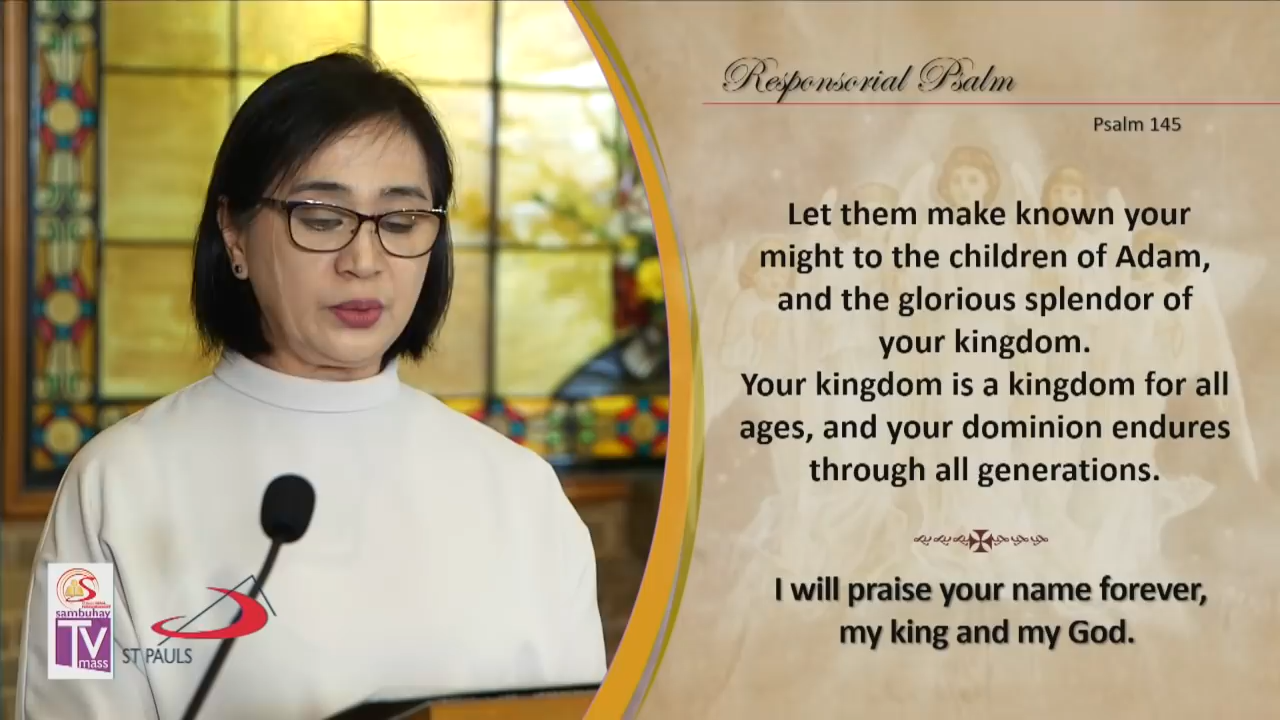 Responsorial Psalm
Psalm 145
Let them make known your
might to the children of Adam,
and the glorious splendor of
your kingdom.
Your kingdom is a kingdom for all
ages, and your dominion endures
through all generations.
I will praise your name forever,
my king and my God.
sambuhay
TV
mass
ST PAULS